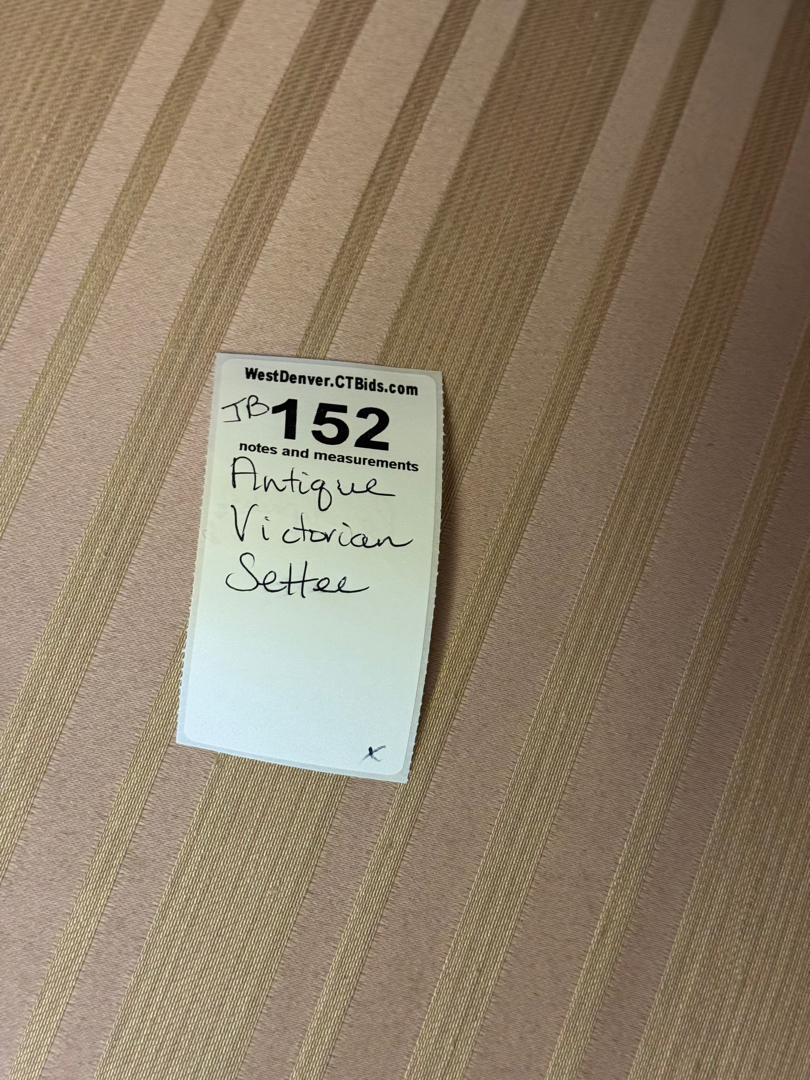 WestDenver.CTBids.com
JB152
notes and measurements
Antique
Victorian
Settee
x